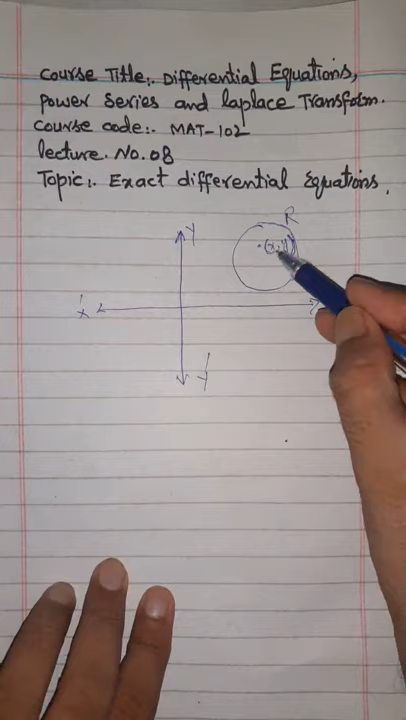 Course Title:. Differential Equations,
power Series and laplace Transform.
Course code:. MAT-102
lecture. No. 08
Topic:. Exact differential Equations.
R
Y
(x,y)
x'
y'